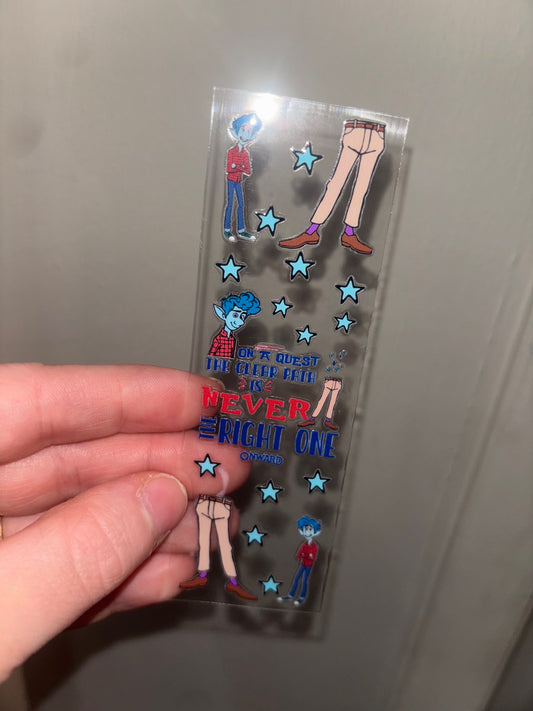 ON A QUEST
THE CLEAR PATH
IS
NEVER
THE RIGHT ONE
ONWARD